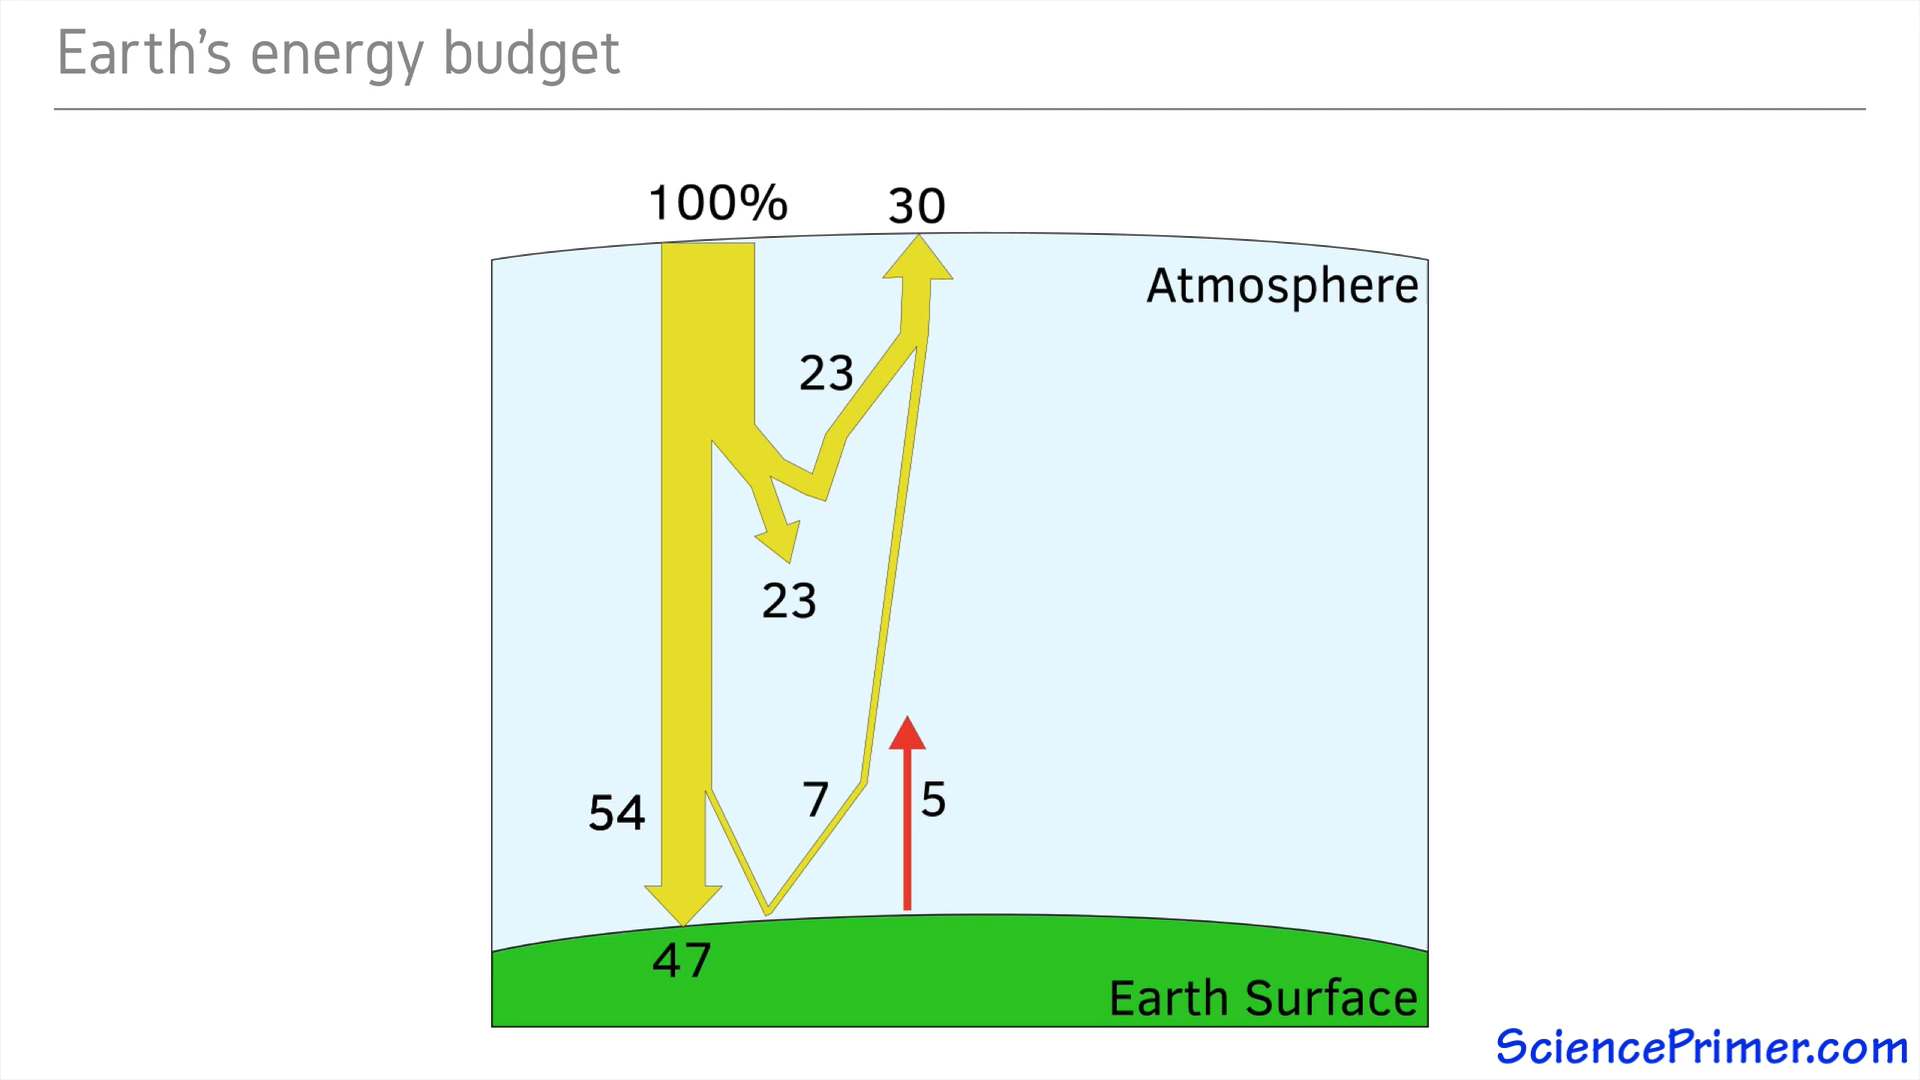 Earth's energy budget
100%
30
Atmosphere
23
23
54
7
5
47
Earth Surface
SciencePrimer.com